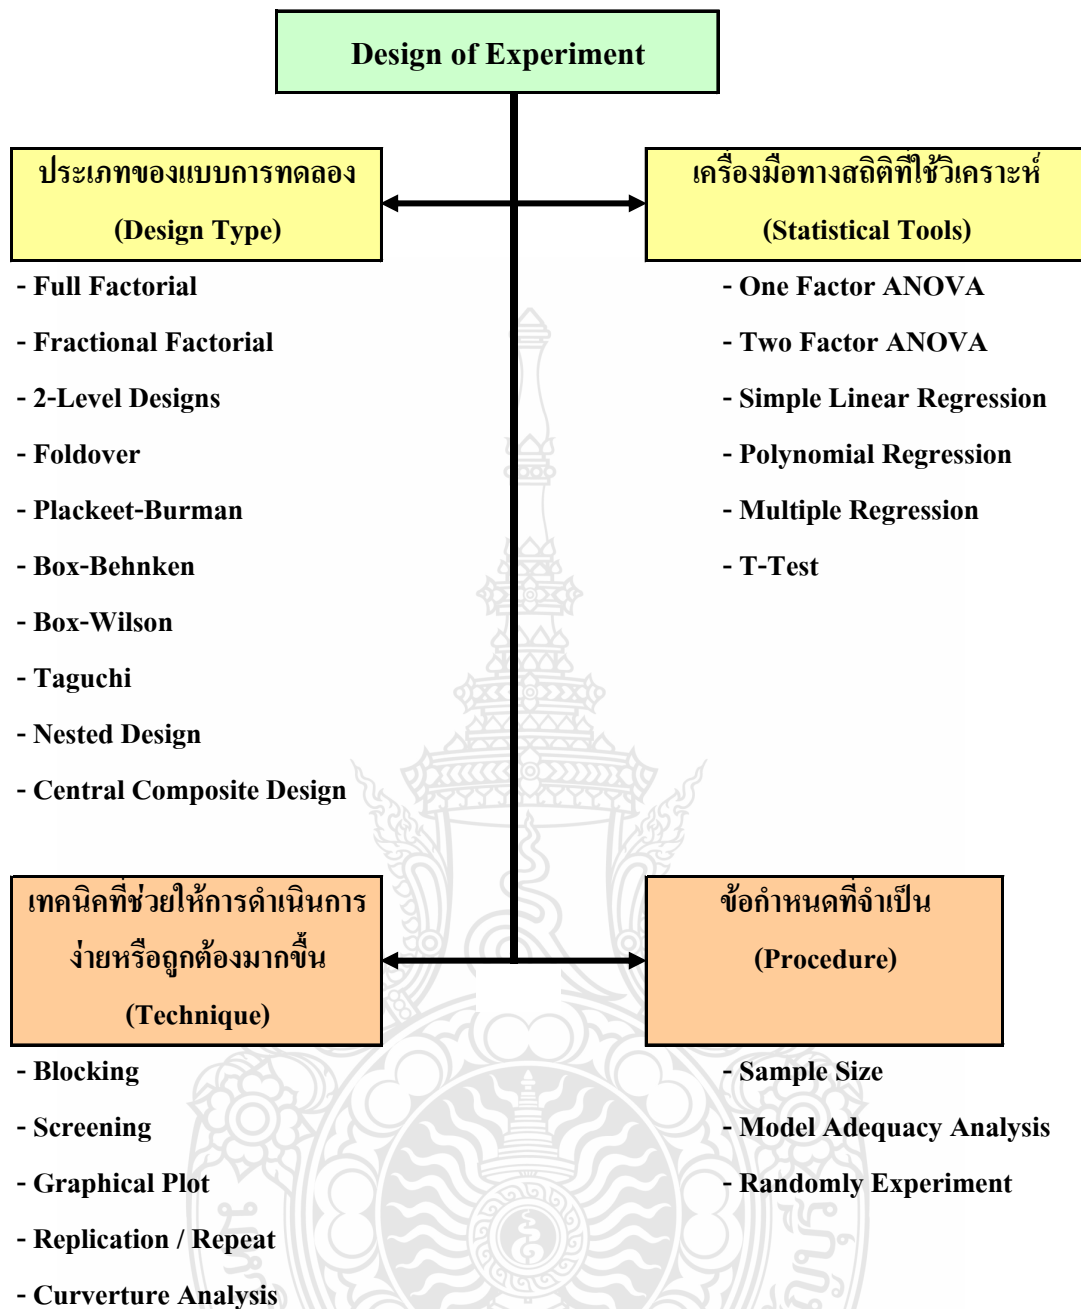 Design of Experiment
ประเภทของแบบการทดลอง
(Design Type)
- Full Factorial
- Fractional Factorial
- 2-Level Designs
- Foldover
- Plackeet-Burman
- Box-Behnken
- Box-Wilson
- Taguchi
- Nested Design
- Central Composite Design
เครื่องมือทางสถิติที่ใช้วิเคราะห์
(Statistical Tools)
- One Factor ANOVA
- Two Factor ANOVA
- Simple Linear Regression
- Polynomial Regression
- Multiple Regression
- T-Test
เทคนิคที่ช่วยให้การดำเนินการ
ง่ายหรือถูกต้องมากขึ้น
(Technique)
- Blocking
- Screening
- Graphical Plot
- Replication / Repeat
- Curverture Analysis
ข้อกำหนดที่จำเป็น
(Procedure)
- Sample Size
- Model Adequacy Analysis
- Randomly Experiment